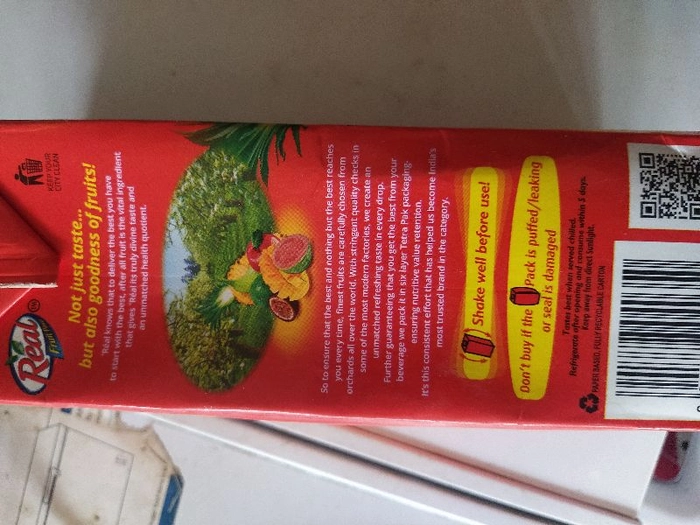 KEEP YOUR
CITY CLEAN
Real
Not just taste...
but also goodness of fruits!
'Real knows that to deliver the best you have
to start with the best, after all fruit is the vital ingredient
that gives 'Real its truly divine taste and
an unmatched health quotient.
So to ensure that the best and nothing but the best reaches
you every time, finest fruits are carefully chosen from
orchards all over the world. With stringent quality checks in
some of the most modern factories, we create an
unmatched refreshing taste in every drop.
Further guaranteeing that you get the best from your
beverage we pack it in six layer Tetra Pak packaging-
ensuring nutritive value retention.
It's this consistent effort that has helped us become India's
most trusted brand in the category.
Shake well before use!
Don't buy if the Pack is puffed/leaking
or seal is damaged
Tastes best when served chilled.
Refrigerate after opening and consume within 5 days.
Keep away from direct sunlight.
PAPER BASED, FULLY RECYCLABLE CARTON